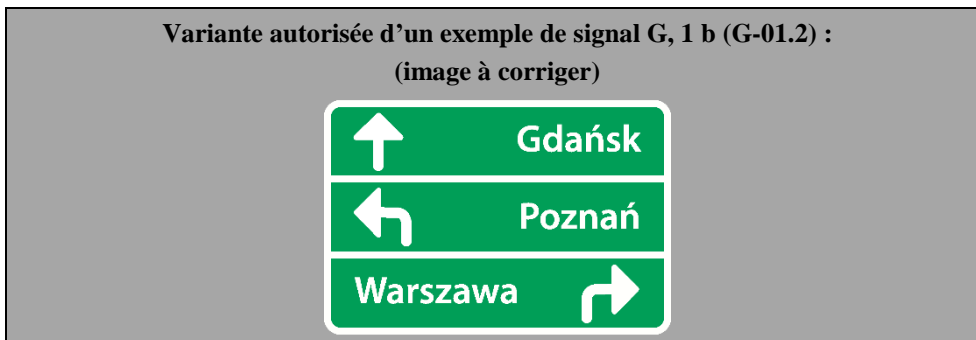 Variante autorisée d’un exemple de signal G, 1 b (G-01.2) :
(image à corriger)
Gdańsk
Poznań
Warszawa